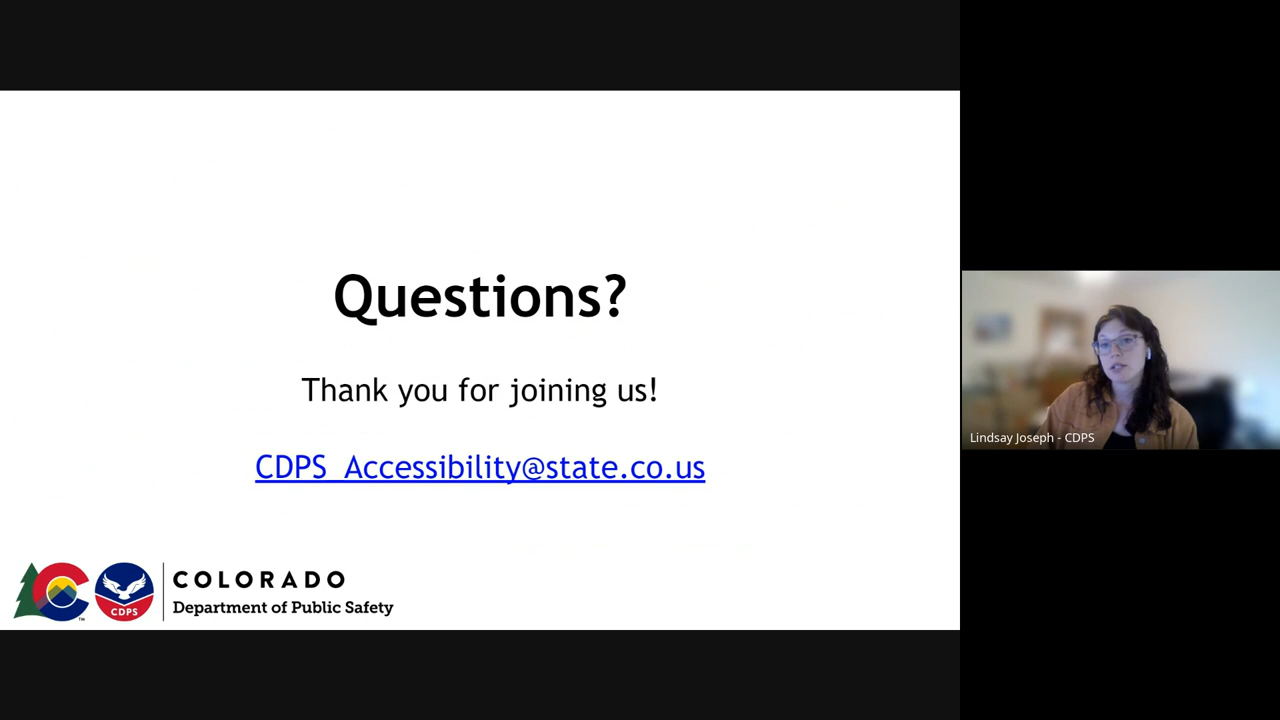 Questions?
Thank you for joining us!
CDPS_Accessibility@state.co.us
CDPS
TM
COLORADO
Department of Public Safety
Lindsay Joseph - CDPS